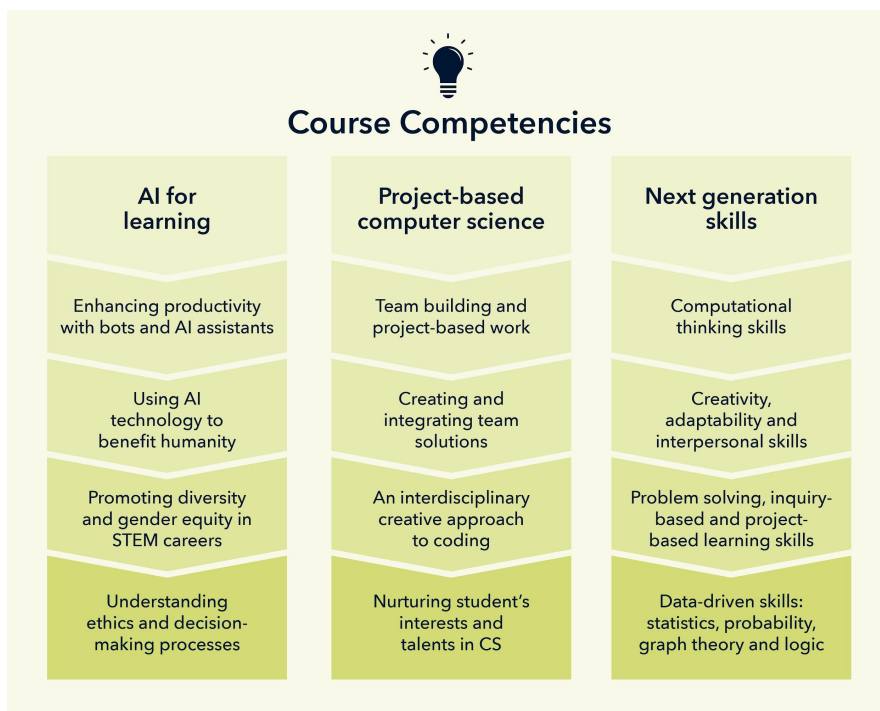 Course Competencies
AI for
learning
Enhancing productivity
with bots and AI assistants
Using AI
technology to
benefit humanity
Promoting diversity
and gender equity in
STEM careers
Understanding
ethics and decision-
making processes
Project-based
computer science
Team building and
project-based work
Creating and
integrating team
solutions
An interdisciplinary
creative approach
to coding
Nurturing student’s
interests and
talents in CS
Next generation
skills
Computational
thinking skills
Creativity,
adaptability and
interpersonal skills
Problem solving, inquiry-
based and project-
based learning skills
Data-driven skills:
statistics, probability,
graph theory and logic